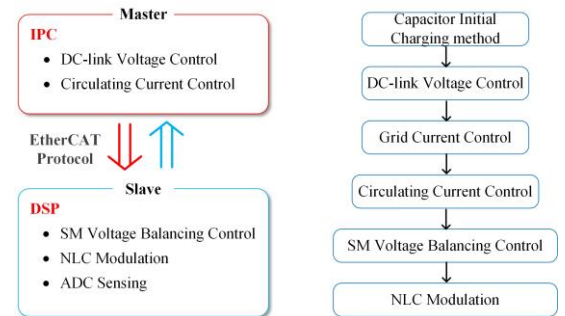 Master
IPC
• DC-link Voltage Control
• Circulating Current Control
EtherCAT
Protocol
Slave
DSP
• SM Voltage Balancing Control
• NLC Modulation
• ADC Sensing
Capacitor Initial
Charging method
DC-link Voltage Control
Grid Current Control
Circulating Current Control
SM Voltage Balancing Control
NLC Modulation